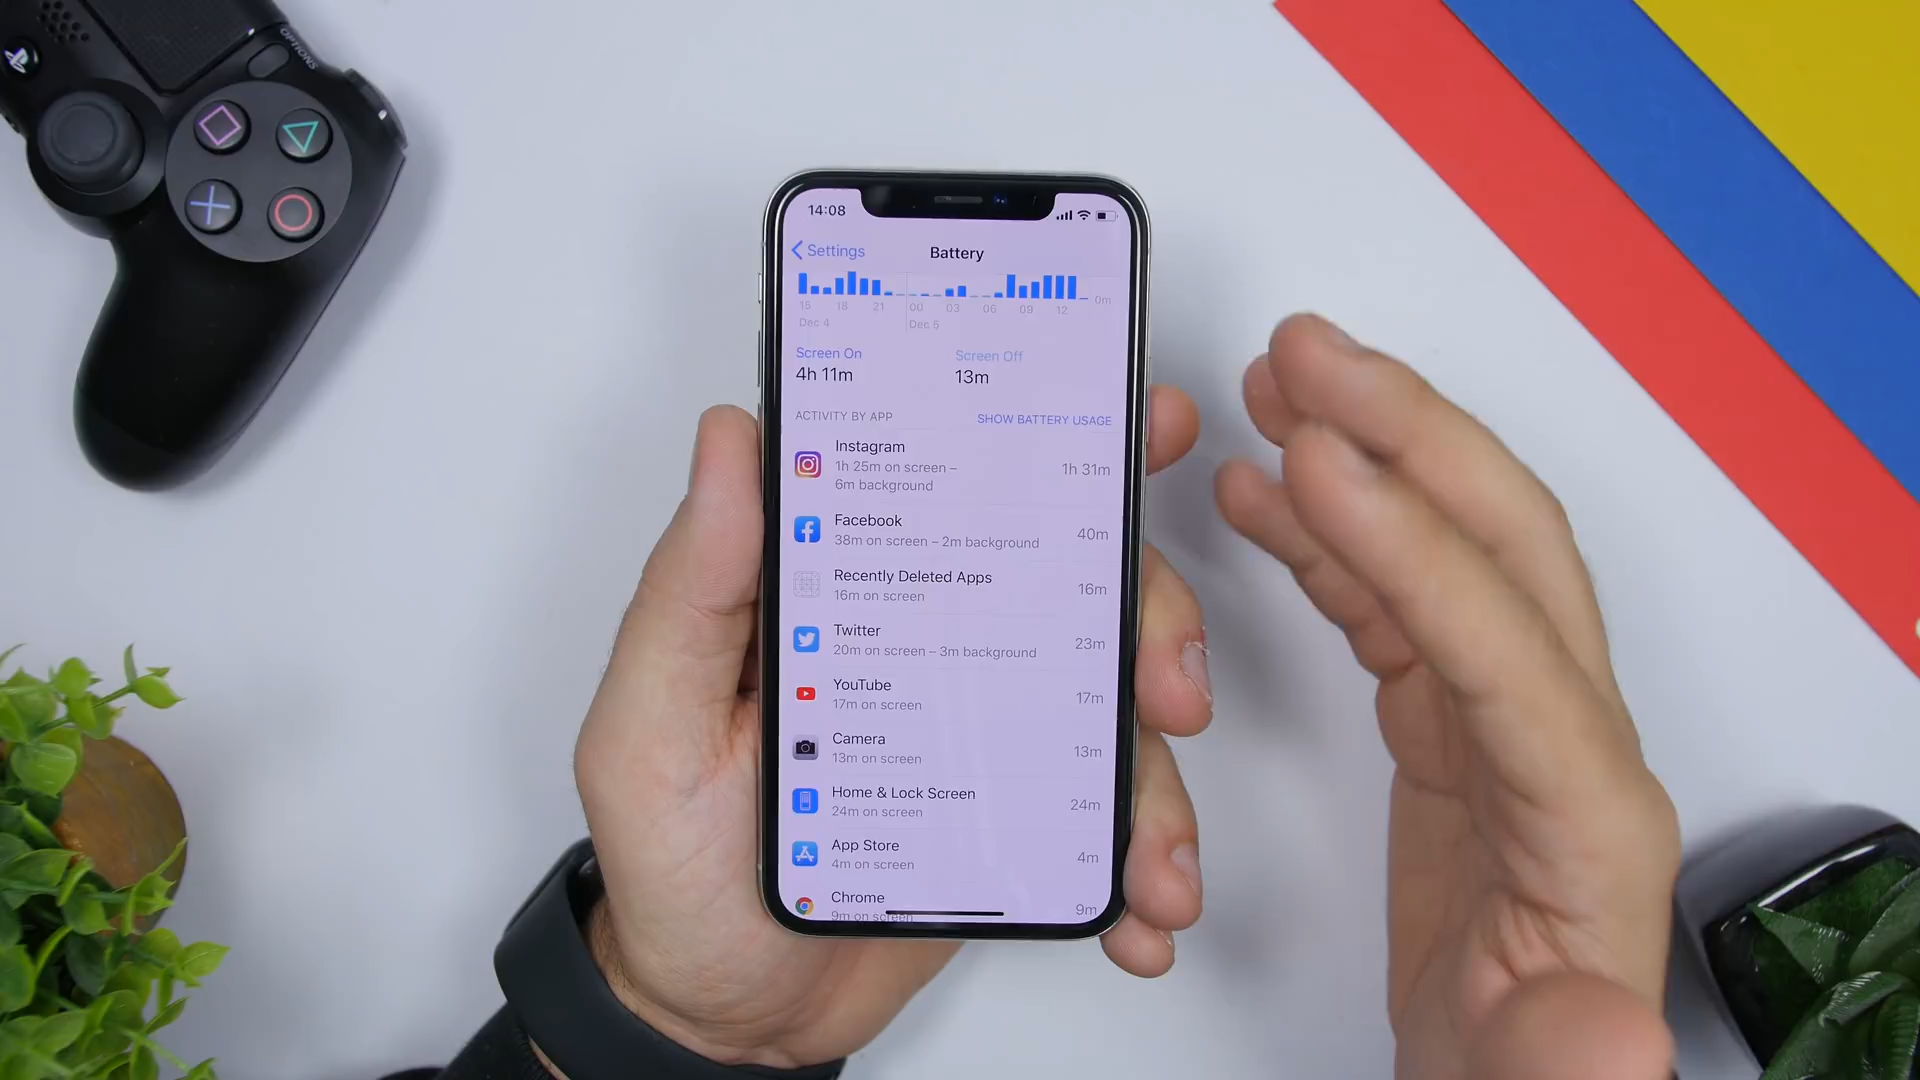 OPTIONS
14:08
Settings
Battery
0m
15 18 21 00 03 06 09 12
Dec 4 Dec 5
Screen On Screen Off
4h 11m 13m
ACTIVITY BY APP SHOW BATTERY USAGE
Instagram
1h 25m on screen –
6m background
1h 31m
Facebook
38m on screen – 2m background
40m
Recently Deleted Apps
16m on screen
16m
Twitter
20m on screen – 3m background
23m
YouTube
17m on screen
17m
Camera
13m on screen
13m
Home & Lock Screen
24m on screen
24m
App Store
4m on screen
4m
Chrome
9m on screen
9m